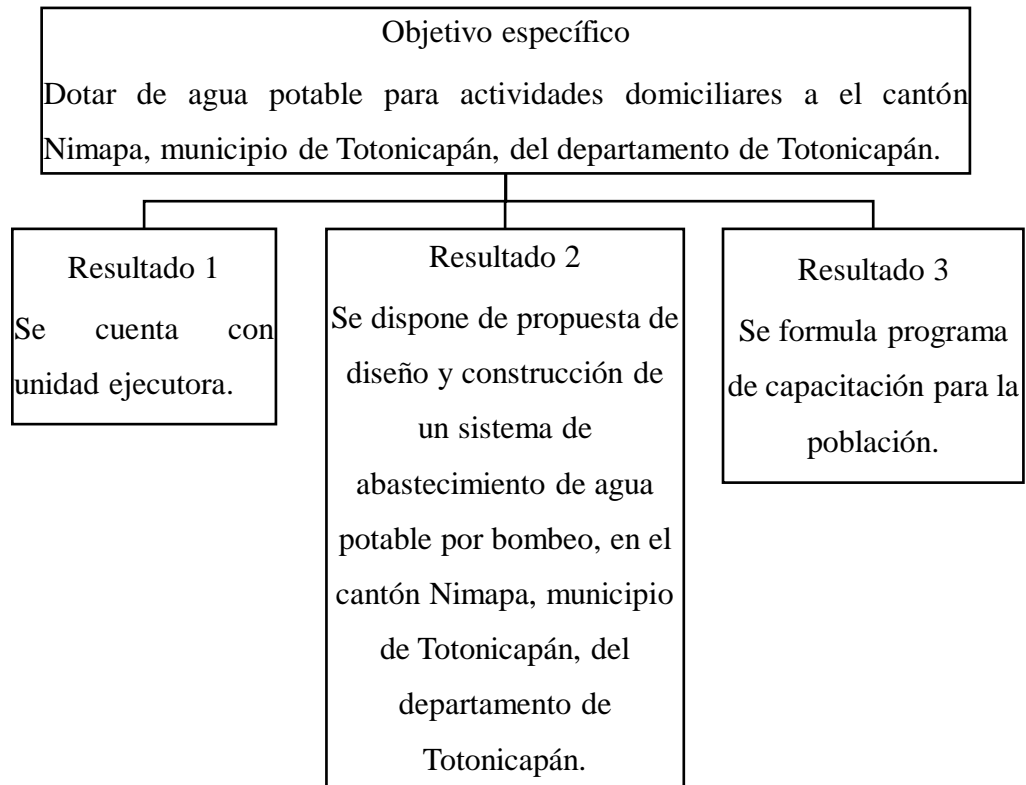 Objetivo específico
Dotar de agua potable para actividades domiciliares a el cantón
Nimapa, municipio de Totonicapán, del departamento de Totonicapán.
Resultado 1
Se cuenta con
unidad ejecutora.
Resultado 2
Se dispone de propuesta de
diseño y construcción de
un sistema de
abastecimiento de agua
potable por bombeo, en el
cantón Nimapa, municipio
de Totonicapán, del
departamento de
Totonicapán.
Resultado 3
Se formula programa
de capacitación para la
población.